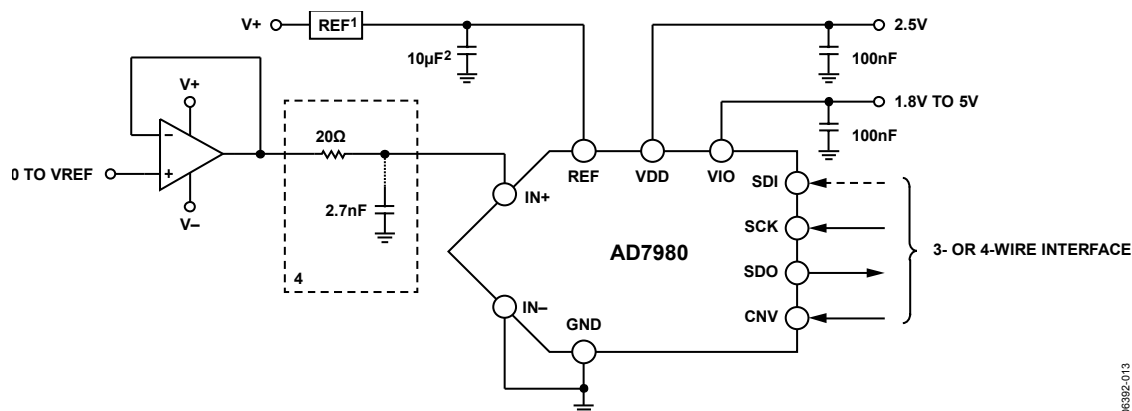 V+
REF1
10µF2
2.5V
100nF
1.8V TO 5V
100nF
V+
–
+
V–
0 TO VREF
20Ω
2.7nF
4
REF
VDD
VIO
IN+
IN–
GND
AD7980
SDI
SCK
SDO
CNV
3- OR 4-WIRE INTERFACE
06392-013